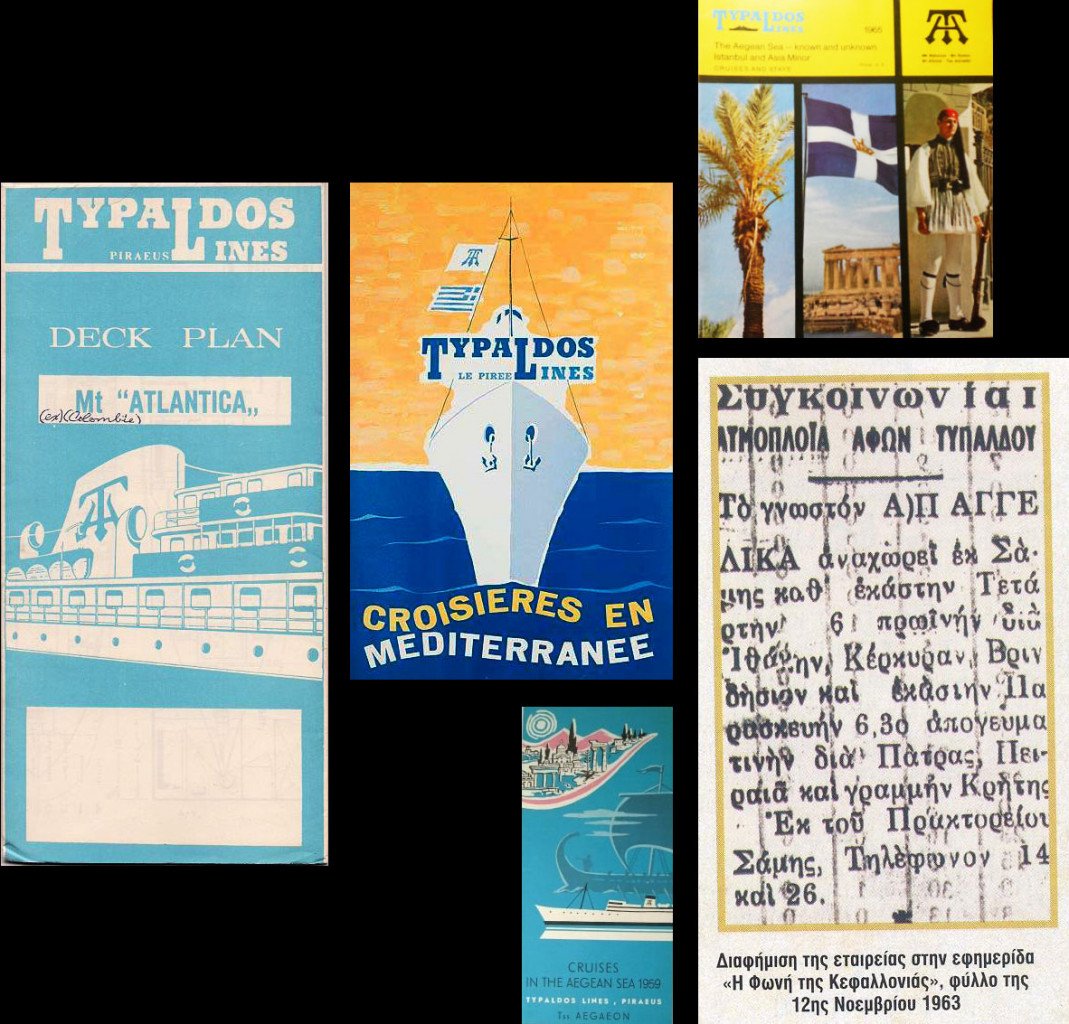 TYPALDOS
PIRAEUS LINES
DECK PLAN
Mt "ATLANTICA„
(ex)(Colombie)
TYPALDOS
LE PIREE LINES
CROISIERES EN
MEDITERRANEE
TYPALDOS
LINES
1965
The Aegean Sea – known and unknown
Istanbul and Asia Minor
CRUISES AND STAYS
CRUISES
IN THE AEGEAN SEA 1959
TYPALDOS LINES, PIRAEUS
Tss AEGAEON
Συγκοινωνίαι
ΑΤΜΟΠΛΟΪΑ ΑΦΩΝ ΤΥΠΑΛΔΟΥ
Τὸ γνωστόν Α)Π ΑΓΓΕ
ΛΙΚΑ ἀναχωρεῖ ἐκ Σά-
μης καθ' ἑκάστην Τετά
ρτην 6 πρωϊνήν διὰ
Ἰθάκην, Κέρκυραν, Βριν
δήσιον καὶ ἑκάστην Πα
ρασκευήν 6,30 ἀπογευμα
τινὴν διὰ Πάτρας, Πει-
ραιᾶ καὶ γραμμὴν Κρήτης
Ἐκ τοῦ Πρακτορείου
Σάμης, Τηλέφωνον 14
καὶ 26.
Διαφήμιση της εταιρείας στην εφημερίδα
«Η Φωνή της Κεφαλλονιάς», φύλλο της
12ης Νοεμβρίου 1963